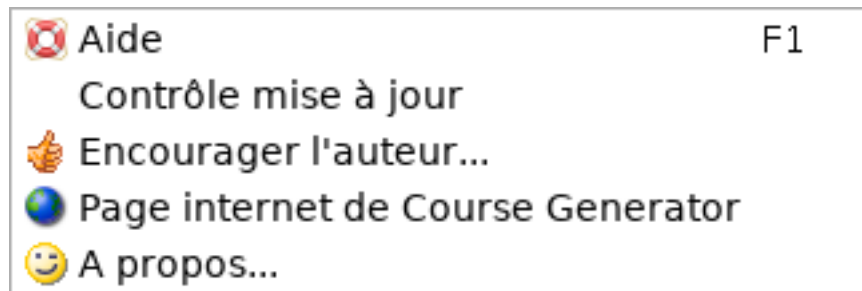 Aide F1
Contrôle mise à jour
Encourager l'auteur...
Page internet de Course Generator
A propos...